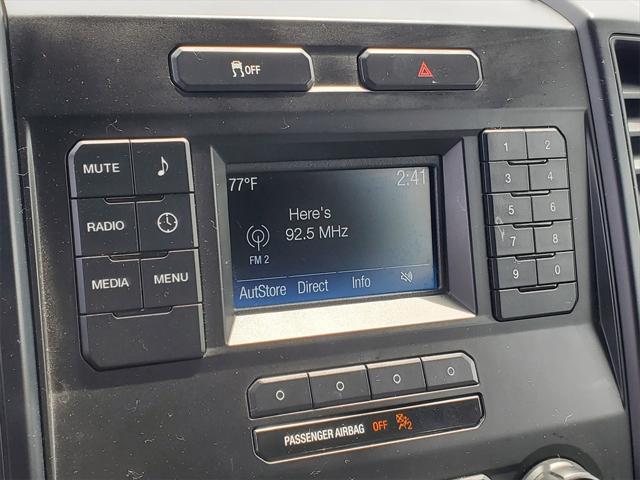 OFF
MUTE
RADIO
MEDIA MENU
77°F 2:41
Here's
92.5 MHz
FM 2
AutStore Direct Info
1 2
3 4
5 6
7 8
9 0
PASSENGER AIRBAG OFF 2